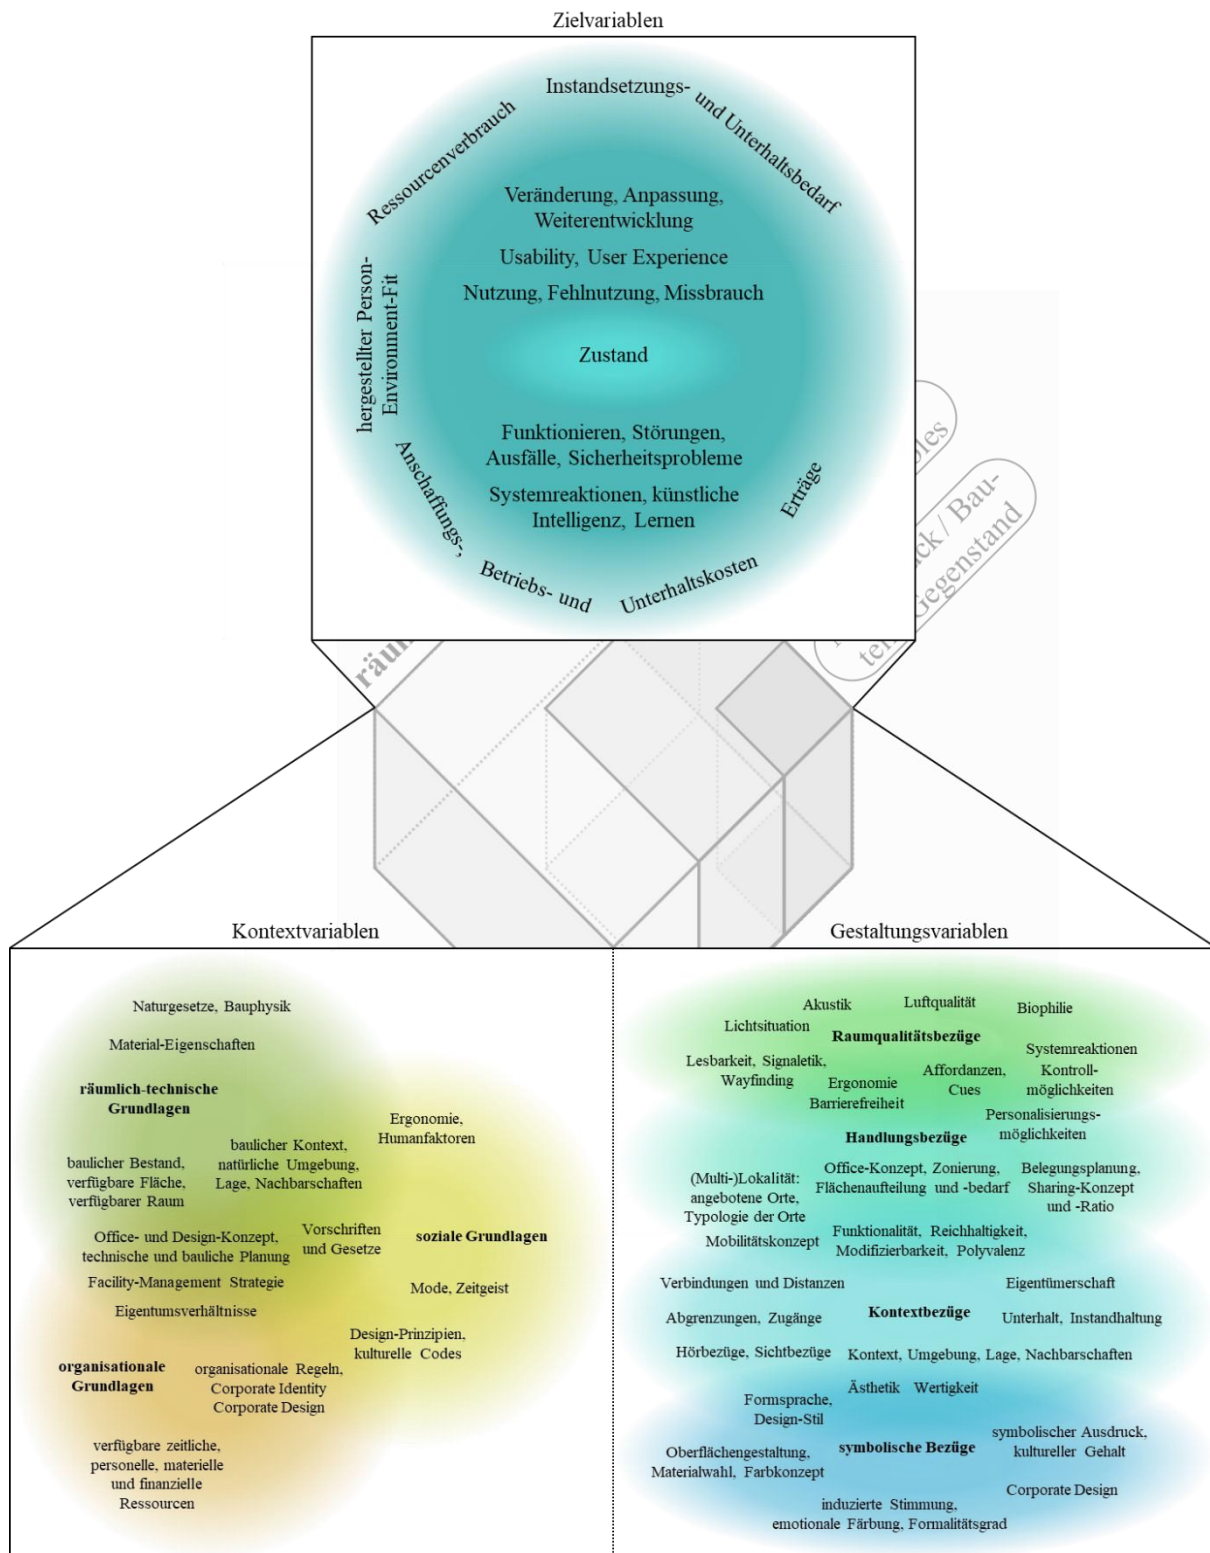 Zielvariablen
Instandsetzungs- und Unterhaltsbedarf
Ressourcenverbrauch
Veränderung, Anpassung,
Weiterentwicklung
Usability, User Experience
Nutzung, Fehlnutzung, Missbrauch
hergestellter Person-
Environment-Fit
Zustand
Funktionieren, Störungen,
Ausfälle, Sicherheitsprobleme
Systemreaktionen, künstliche
Intelligenz, Lernen
Anschaffungs-,
Betriebs- und
Unterhaltskosten
Erträge
Gegenstand
Kontextvariablen
Naturgesetze, Bauphysik
Material-Eigenschaften
räumlich-technische
Grundlagen
Ergonomie,
Humanfaktoren
baulicher Kontext,
natürliche Umgebung,
Lage, Nachbarschaften
baulicher Bestand,
verfügbare Fläche,
verfügbarer Raum
Office- und Design-Konzept,
technische und bauliche Planung
Vorschriften
und Gesetze
soziale Grundlagen
Facility-Management Strategie
Mode, Zeitgeist
Eigentumsverhältnisse
Design-Prinzipien,
kulturelle Codes
organisationale
Grundlagen
organisationale Regeln,
Corporate Identity
Corporate Design
verfügbare zeitliche,
personelle, materielle
und finanzielle
Ressourcen
Gestaltungsvariablen
Akustik
Luftqualität
Biophilie
Lichtsituation
Raumqualitätsbezüge
Systemreaktionen
Lesbarkeit, Signaletik,
Wayfinding
Ergonomie
Barrierefreiheit
Affordanzen,
Cues
Kontroll-
möglichkeiten
Personalisierungs-
möglichkeiten
Handlungsbezüge
(Multi-)Lokalität:
angebotene Orte,
Typologie der Orte
Office-Konzept, Zonierung,
Flächenaufteilung und -bedarf
Belegungsplanung,
Sharing-Konzept
und -Ratio
Mobilitätskonzept
Funktionalität, Reichhaltigkeit,
Modifizierbarkeit, Polyvalenz
Verbindungen und Distanzen
Eigentümerschaft
Abgrenzungen, Zugänge
Kontextbezüge
Unterhalt, Instandhaltung
Hörbezüge, Sichtbezüge
Kontext, Umgebung, Lage, Nachbarschaften
Ästhetik Wertigkeit
Formsprache,
Design-Stil
symbolische Bezüge
symbolischer Ausdruck,
kultureller Gehalt
Oberflächengestaltung,
Materialwahl, Farbkonzept
Corporate Design
induzierte Stimmung,
emotionale Färbung, Formalitätsgrad